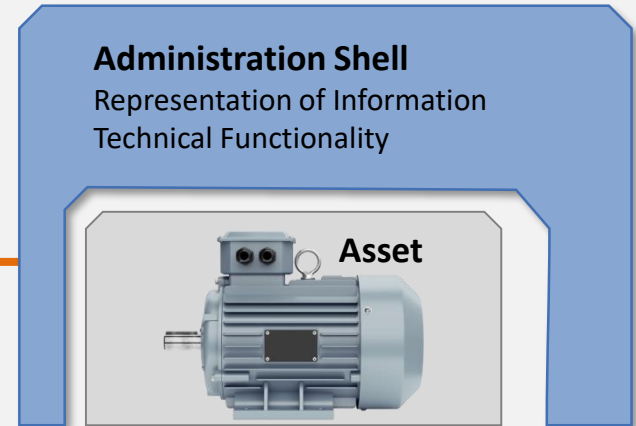 Administration Shell
Representation of Information
Technical Functionality
Asset